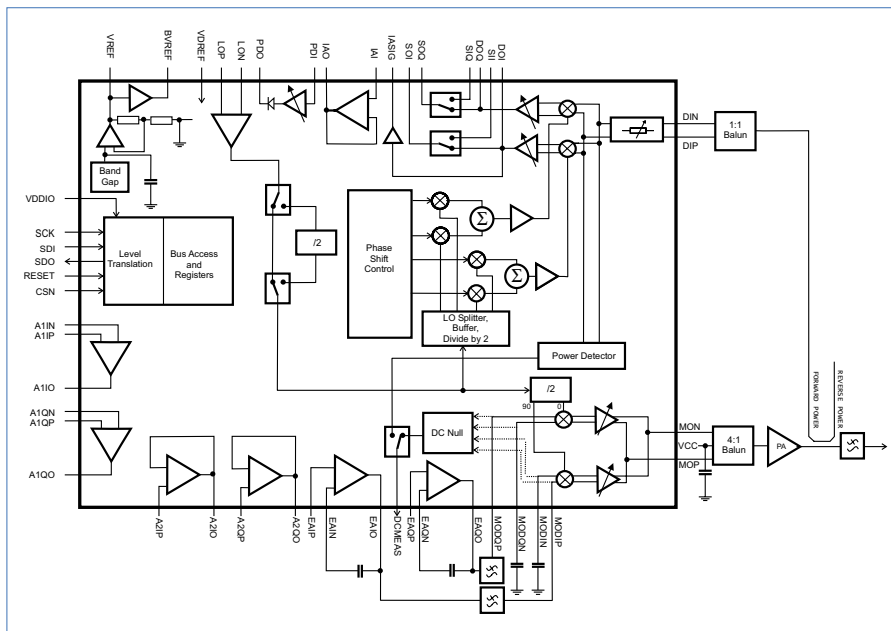 VREF
BVREF
VDREF
LOP
LON
PDO
PDI
IAO
IAI
IASIG
SOI
SOQ
SIQ
DOQ
SII
DOI
DIN
DIP
1:1
Balun
Band
Gap
VDDIO
SCK
SDI
SDO
RESET
CSN
Level
Translation
Bus Access
and
Registers
/2
Phase
Shift
Control
Σ
Σ
LO Splitter,
Buffer,
Divide by 2
Power Detector
A1IN
A1IP
A1IO
A1QN
A1QP
A1QO
/2
90
0
DC Null
MON
VCC
MOP
4:1
Balun
PA
FORWARD POWER
REVERSE POWER
A2IP
A2IO
A2QP
A2QO
EAIP
EAIN
EAIO
DCMEAS
EAQP
EAQN
EAQO
MODQP
MODQN
MODIN
MODIP